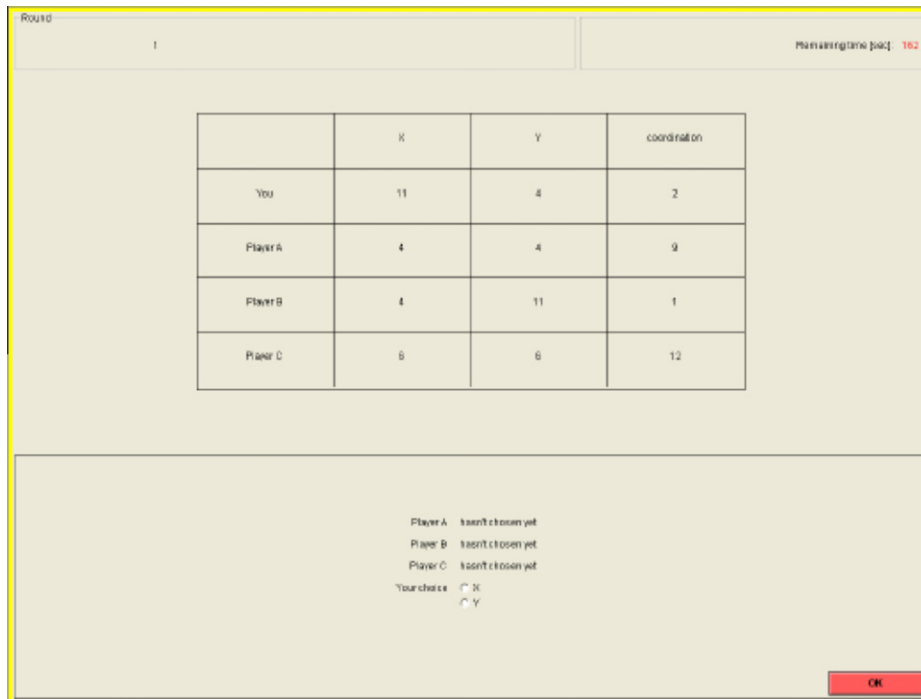 Round
1
Remaining time [sec]: 162
X Y coordination
You 11 4 2
Player A 4 4 9
Player B 4 11 1
Player C 6 6 12
Player A hasn't chosen yet
Player B hasn't chosen yet
Player C hasn't chosen yet
Your choice X
Y
OK